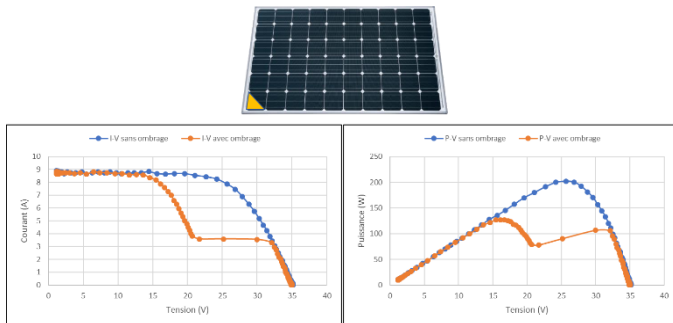 I-V sans ombrage I-V avec ombrage
10
9
8
7
6
5
4
3
2
1
0
Courant (A)
0 5 10 15 20 25 30 35 40
Tension (V)
P-V sans ombrage P-V avec ombrage
250
200
150
100
50
0
Puissance (W)
0 5 10 15 20 25 30 35 40
Tension (V)